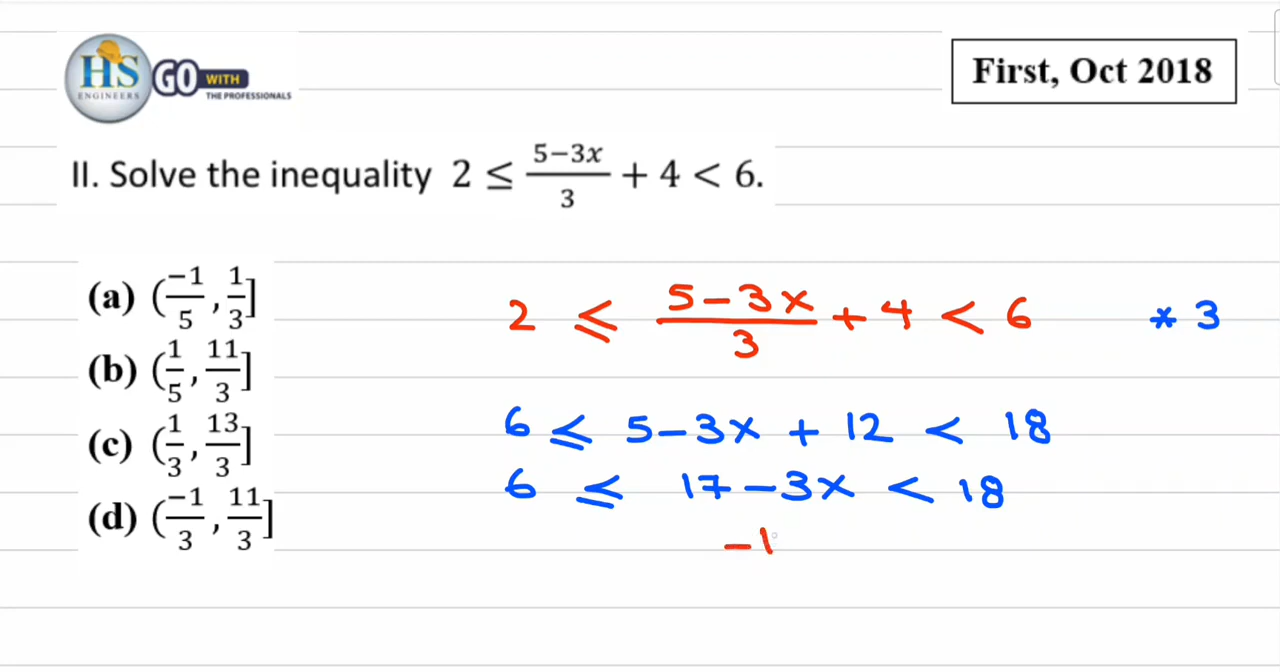 HS
ENGINEERS
GO WITH
THE PROFESSIONALS
First, Oct 2018
II. Solve the inequality 2 ≤ (5−3x)/3 + 4 < 6.
(a) (−1/5, 1/3]
(b) (1/5, 11/3]
(c) (1/3, 13/3]
(d) (−1/3, 11/3]
2 ≤ (5−3x)/3 + 4 < 6 * 3
6 ≤ 5−3x + 12 < 18
6 ≤ 17−3x < 18
−1